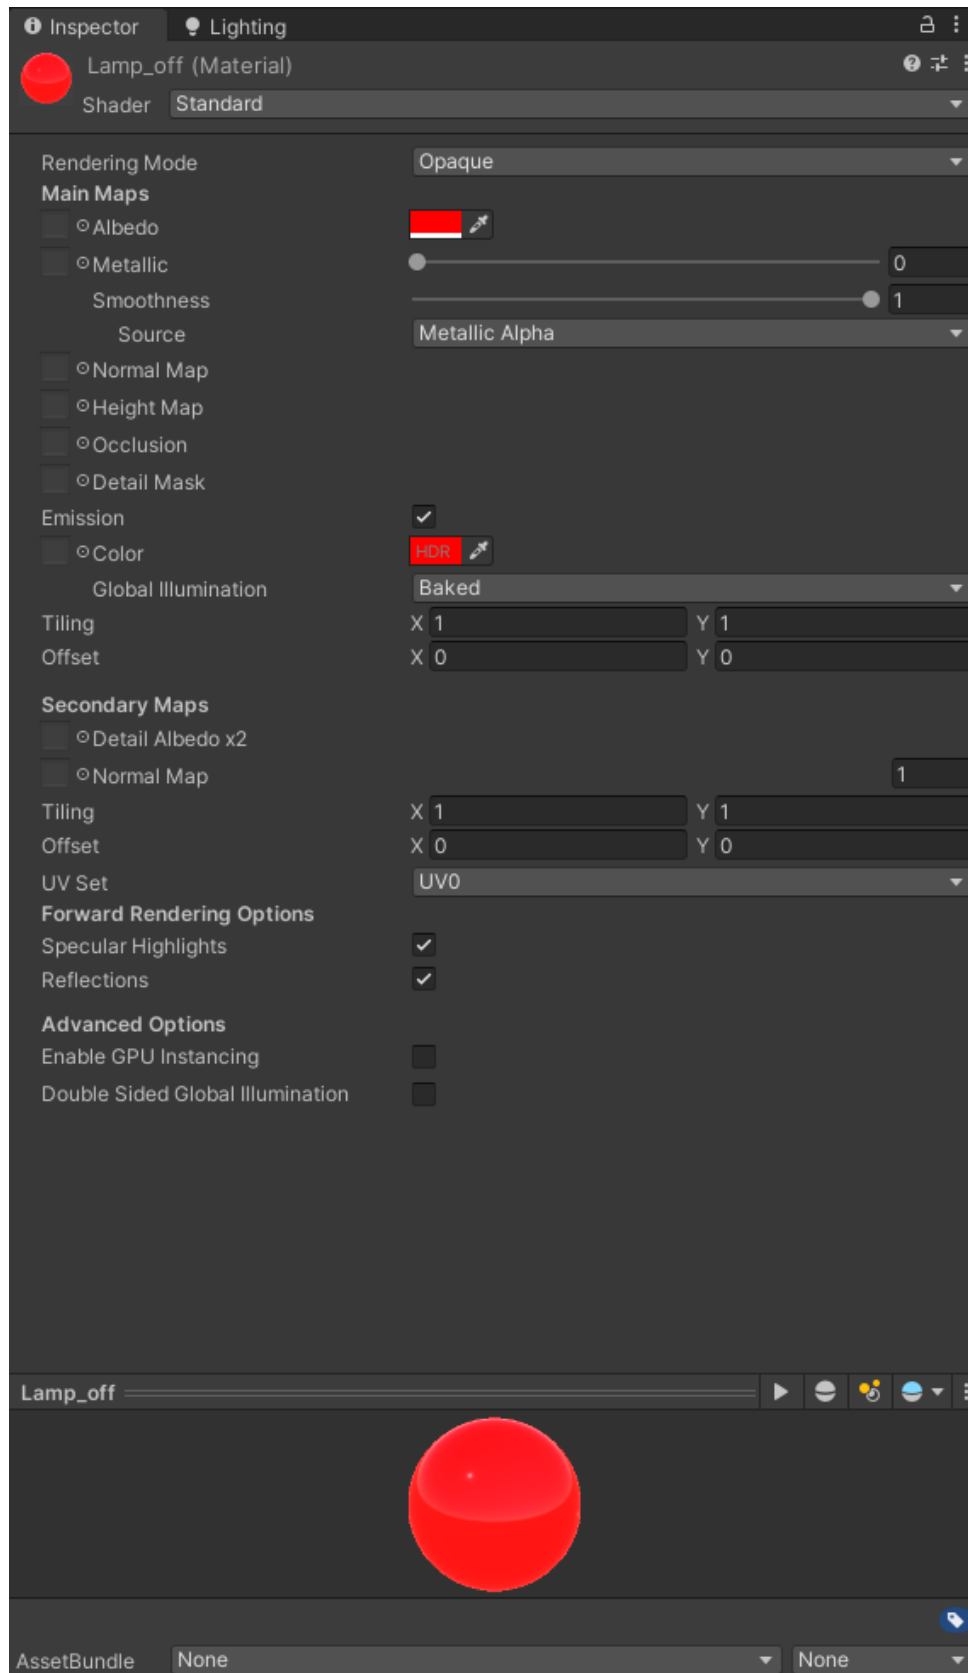 Inspector Lighting
Lamp_off (Material)
Shader Standard
Rendering Mode Opaque
Main Maps
Albedo
Metallic 0
Smoothness 1
Source Metallic Alpha
Normal Map
Height Map
Occlusion
Detail Mask
Emission
Color HDR
Global Illumination Baked
Tiling X 1 Y 1
Offset X 0 Y 0
Secondary Maps
Detail Albedo x2
Normal Map 1
Tiling X 1 Y 1
Offset X 0 Y 0
UV Set UV0
Forward Rendering Options
Specular Highlights
Reflections
Advanced Options
Enable GPU Instancing
Double Sided Global Illumination
Lamp_off
AssetBundle None None